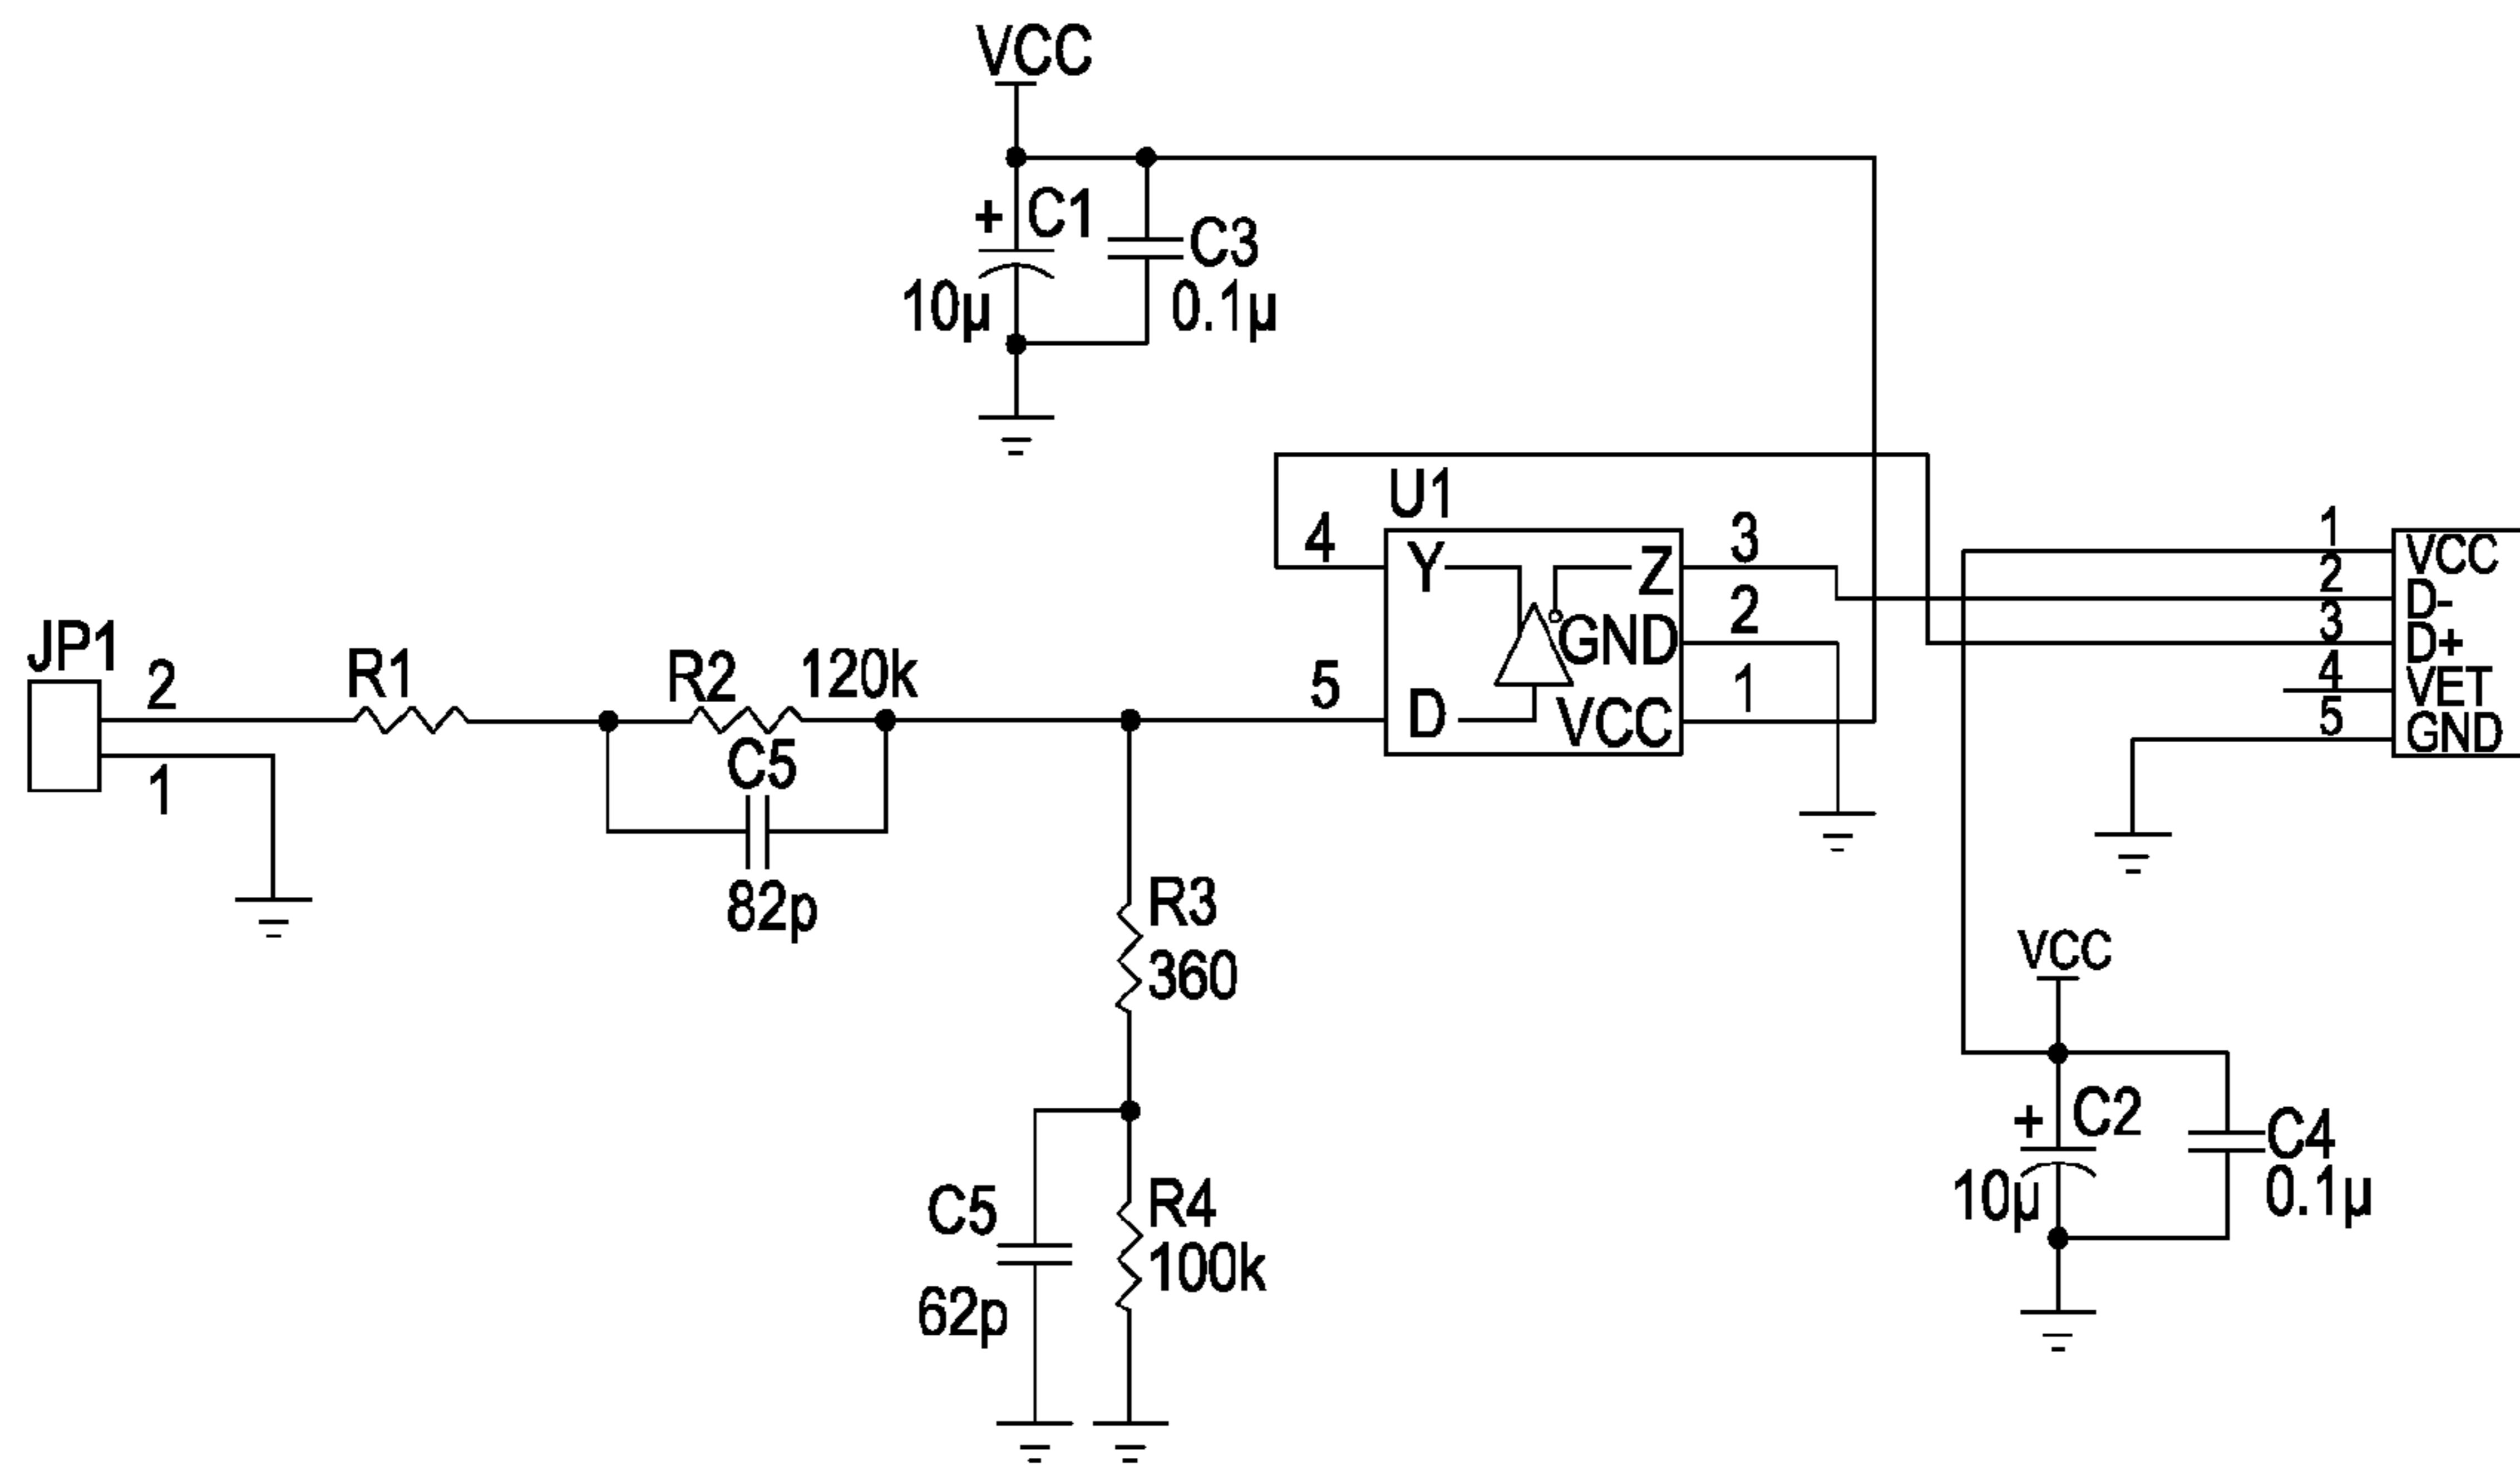 VCC
+ C1
10µ
C3
0.1µ
U1
4
Y
Z
3
GND
2
5
D
VCC
1
JP1
2
1
R1
R2
120k
C5
82p
R3
360
C5
62p
R4
100k
1
VCC
2
D-
3
D+
4
VET
5
GND
VCC
+ C2
10µ
C4
0.1µ